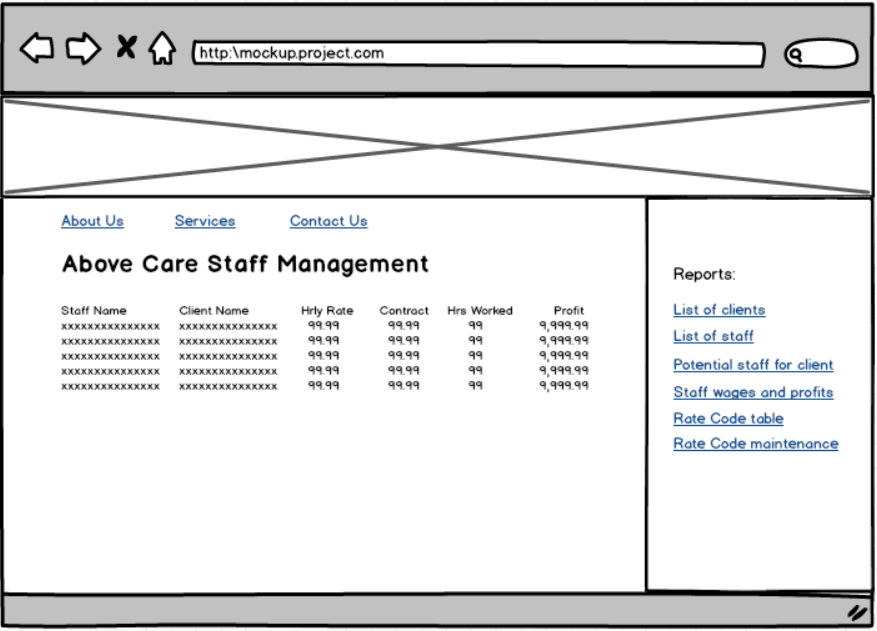 http:\mockup.project.com
About Us Services Contact Us
Above Care Staff Management
Staff Name Client Name Hrly Rate Contract Hrs Worked Profit
xxxxxxxxxxxxxxx xxxxxxxxxxxxxxx 99.99 99.99 99 9,999.99
xxxxxxxxxxxxxxx xxxxxxxxxxxxxxx 99.99 99.99 99 9,999.99
xxxxxxxxxxxxxxx xxxxxxxxxxxxxxx 99.99 99.99 99 9,999.99
xxxxxxxxxxxxxxx xxxxxxxxxxxxxxx 99.99 99.99 99 9,999.99
xxxxxxxxxxxxxxx xxxxxxxxxxxxxxx 99.99 99.99 99 9,999.99
Reports:
List of clients
List of staff
Potential staff for client
Staff wages and profits
Rate Code table
Rate Code maintenance